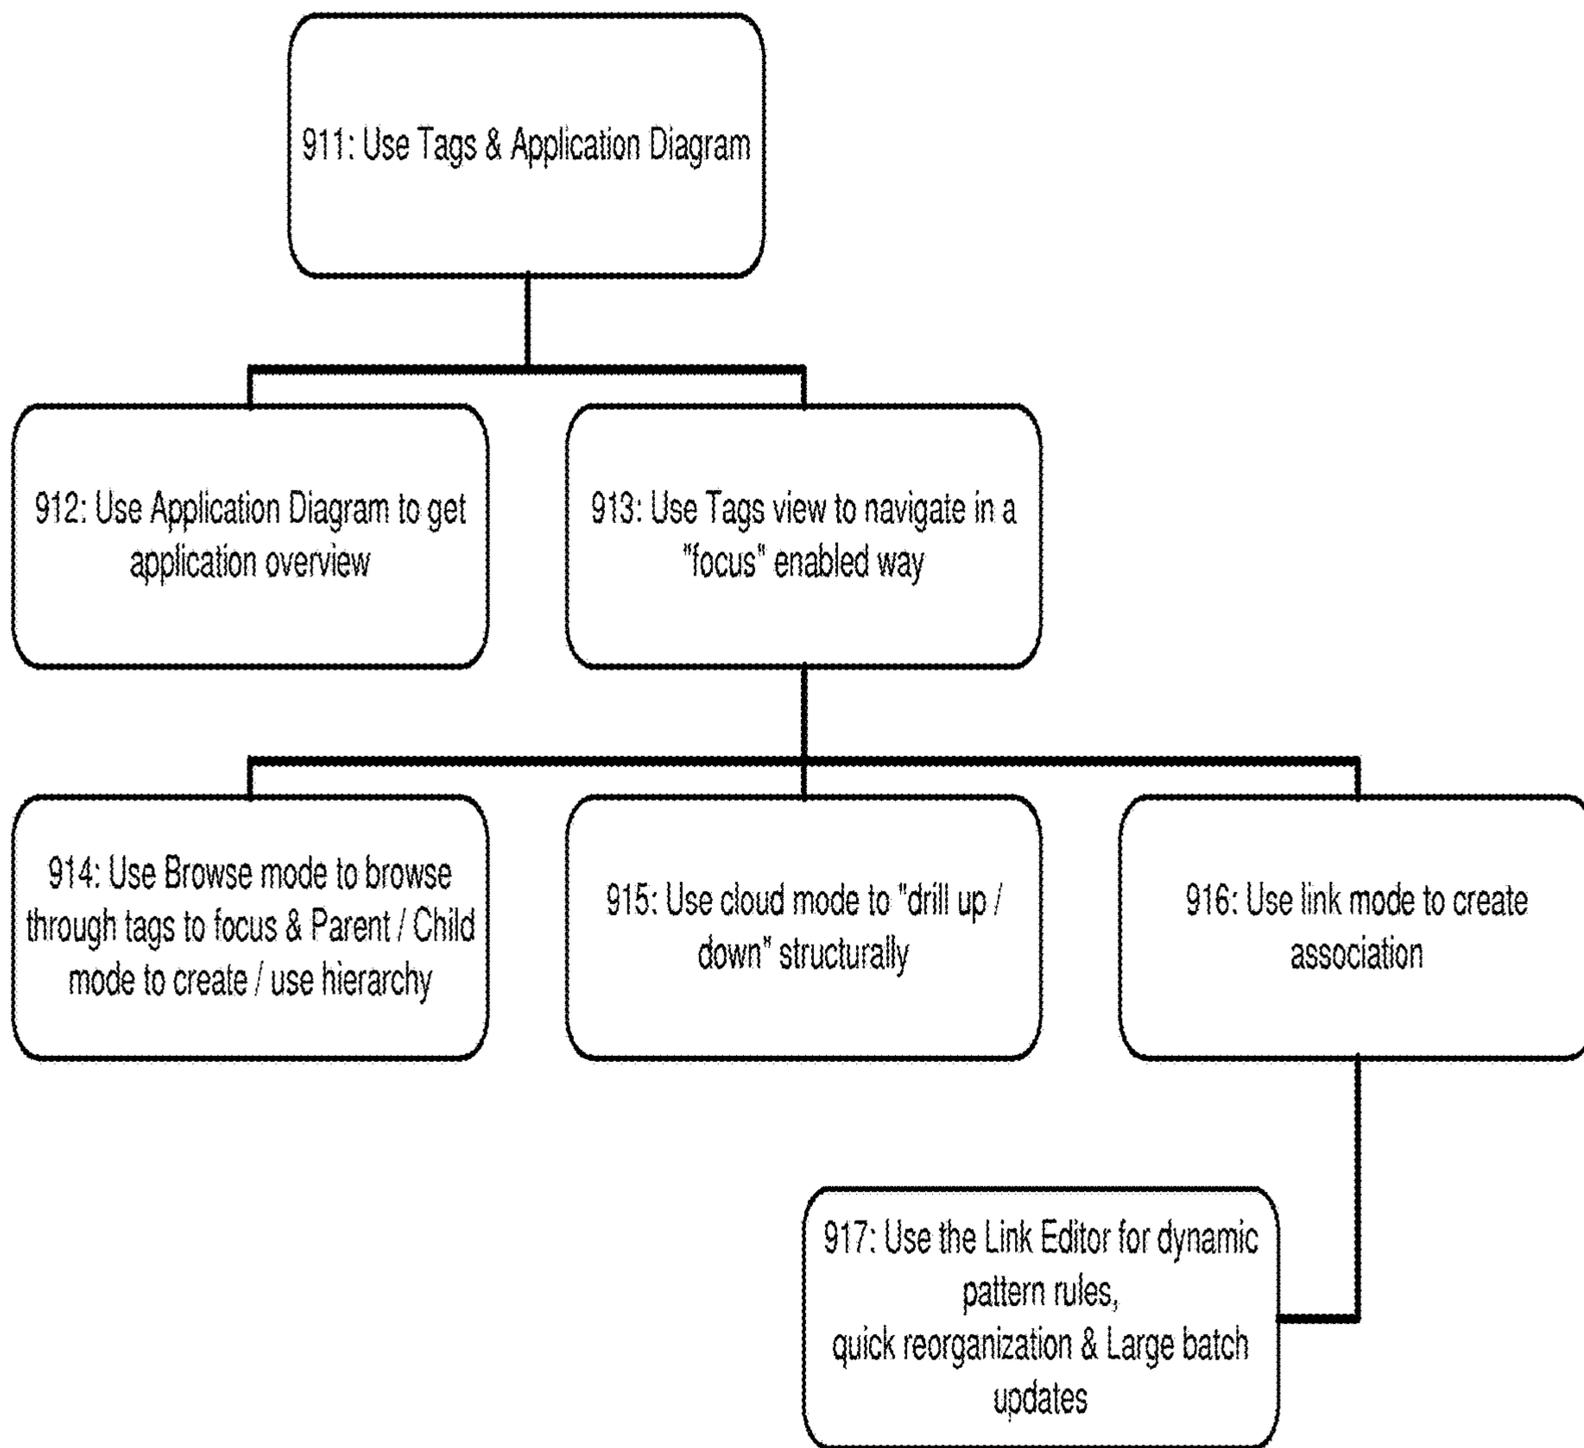 911: Use Tags & Application Diagram
912: Use Application Diagram to get
application overview
913: Use Tags view to navigate in a
"focus" enabled way
914: Use Browse mode to browse
through tags to focus & Parent / Child
mode to create / use hierarchy
915: Use cloud mode to "drill up /
down" structurally
916: Use link mode to create
association
917: Use the Link Editor for dynamic
pattern rules,
quick reorganization & Large batch
updates